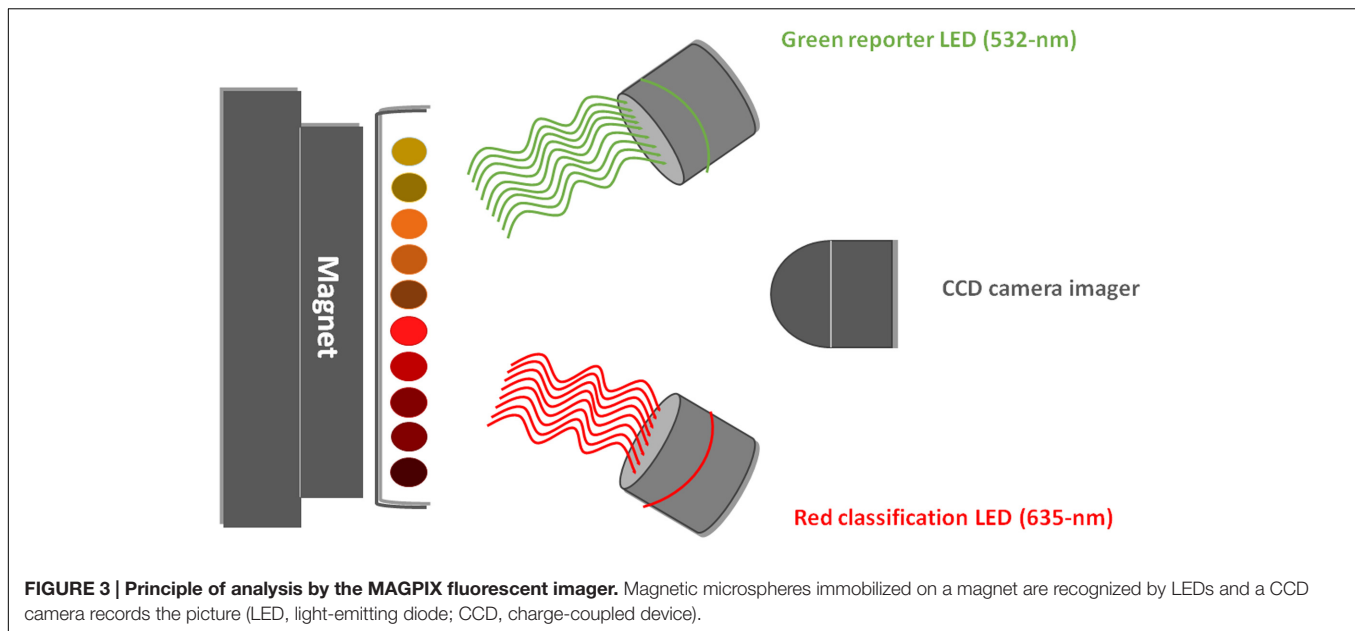 Green reporter LED (532-nm)
Magnet
CCD camera imager
Red classification LED (635-nm)
FIGURE 3 | Principle of analysis by the MAGPIX fluorescent imager. Magnetic microspheres immobilized on a magnet are recognized by LEDs and a CCD
camera records the picture (LED, light-emitting diode; CCD, charge-coupled device).